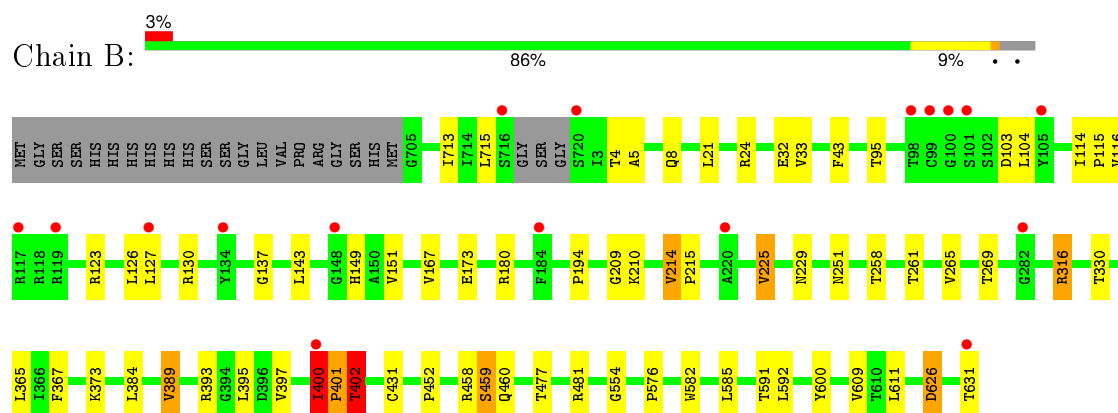 3%
Chain B:
86% 9% • •
MET GLY SER SER HIS HIS HIS HIS HIS HIS SER SER GLY LEU VAL PRO ARG GLY SER HIS MET G705 I713 I714 L715 S716 GLY SER GLY S720 I3 T4 A5 Q8 L21 R24 E32 V33 F43 T95 T98 C99 G100 S101 S102 D103 L104 Y105 I114 P115 V116
R117 R118 R119 R123 L126 L127 R130 Y134 G137 L143 G148 H149 A150 V151 V167 E173 R180 F184 P194 G209 K210 V214 P215 A220 V225 N229 N251 T258 T261 V265 T269 G282 R316 T330
L365 I366 F367 K373 L384 V389 R393 G394 L395 D396 V397 I400 P401 T402 C431 P452 R458 S459 Q460 T477 R481 G554 P576 W582 L585 T591 L592 Y600 V609 T610 L611 D626 T631